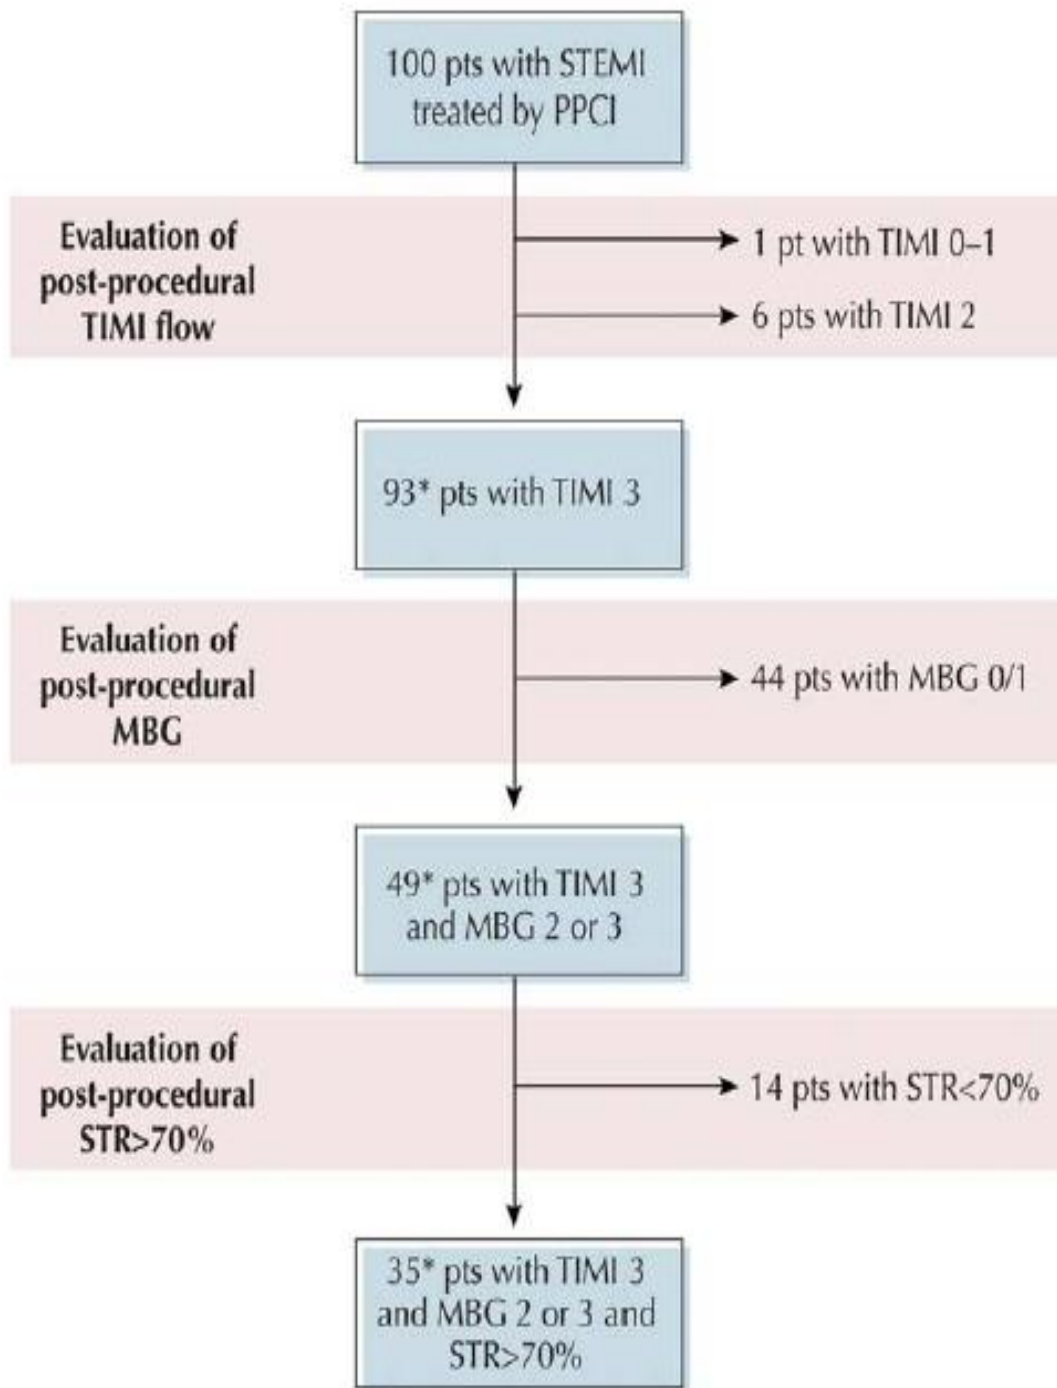 100 pts with STEMI
treated by PPCI
Evaluation of
post-procedural
TIMI flow
1 pt with TIMI 0–1
6 pts with TIMI 2
93* pts with TIMI 3
Evaluation of
post-procedural
MBG
44 pts with MBG 0/1
49* pts with TIMI 3
and MBG 2 or 3
Evaluation of
post-procedural
STR>70%
14 pts with STR<70%
35* pts with TIMI 3
and MBG 2 or 3 and
STR>70%